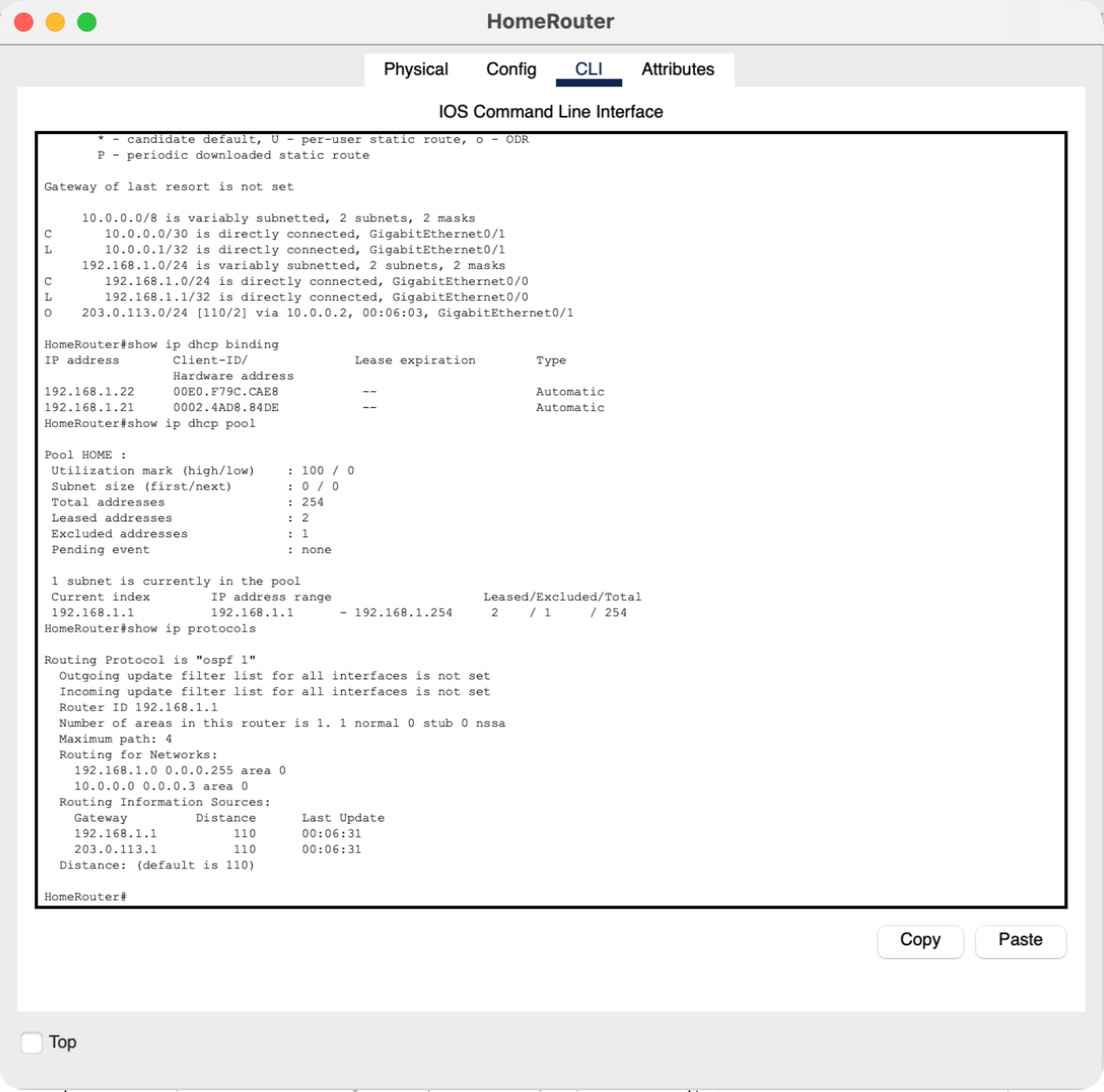 HomeRouter
Physical Config CLI Attributes
IOS Command Line Interface
* - candidate default, U - per-user static route, o - ODR
P - periodic downloaded static route
Gateway of last resort is not set
10.0.0.0/8 is variably subnetted, 2 subnets, 2 masks
C 10.0.0.0/30 is directly connected, GigabitEthernet0/1
L 10.0.0.1/32 is directly connected, GigabitEthernet0/1
192.168.1.0/24 is variably subnetted, 2 subnets, 2 masks
C 192.168.1.0/24 is directly connected, GigabitEthernet0/0
L 192.168.1.1/32 is directly connected, GigabitEthernet0/0
O 203.0.113.0/24 [110/2] via 10.0.0.2, 00:06:03, GigabitEthernet0/1
HomeRouter#show ip dhcp binding
IP address Client-ID/ Lease expiration Type
Hardware address
192.168.1.22 00E0.F79C.CAE8 -- Automatic
192.168.1.21 0002.4AD8.84DE -- Automatic
HomeRouter#show ip dhcp pool
Pool HOME :
Utilization mark (high/low) : 100 / 0
Subnet size (first/next) : 0 / 0
Total addresses : 254
Leased addresses : 2
Excluded addresses : 1
Pending event : none
1 subnet is currently in the pool
Current index IP address range Leased/Excluded/Total
192.168.1.1 192.168.1.1 - 192.168.1.254 2 / 1 / 254
HomeRouter#show ip protocols
Routing Protocol is "ospf 1"
Outgoing update filter list for all interfaces is not set
Incoming update filter list for all interfaces is not set
Router ID 192.168.1.1
Number of areas in this router is 1. 1 normal 0 stub 0 nssa
Maximum path: 4
Routing for Networks:
192.168.1.0 0.0.0.255 area 0
10.0.0.0 0.0.0.3 area 0
Routing Information Sources:
Gateway Distance Last Update
192.168.1.1 110 00:06:31
203.0.113.1 110 00:06:31
Distance: (default is 110)
HomeRouter#
Copy Paste
Top